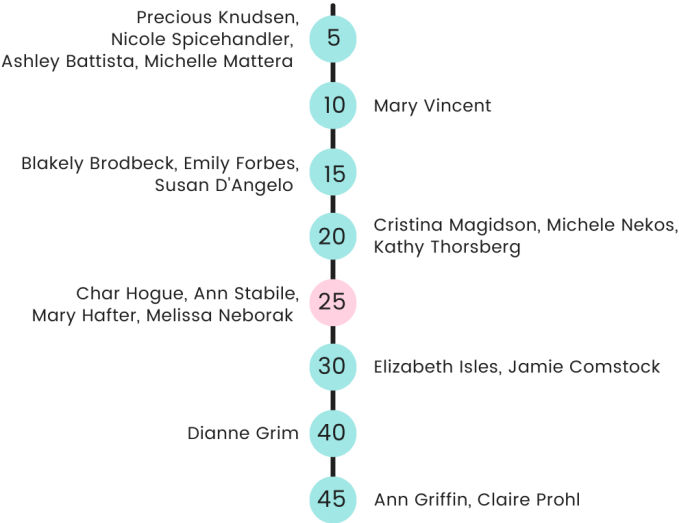 Precious Knudsen,
Nicole Spicehandler,
Ashley Battista, Michelle Mattera
5
10
Mary Vincent
Blakely Brodbeck, Emily Forbes,
Susan D'Angelo
15
20
Cristina Magidson, Michele Nekos,
Kathy Thorsberg
Char Hogue, Ann Stabile,
Mary Hafter, Melissa Neborak
25
30
Elizabeth Isles, Jamie Comstock
Dianne Grim
40
45
Ann Griffin, Claire Prohl